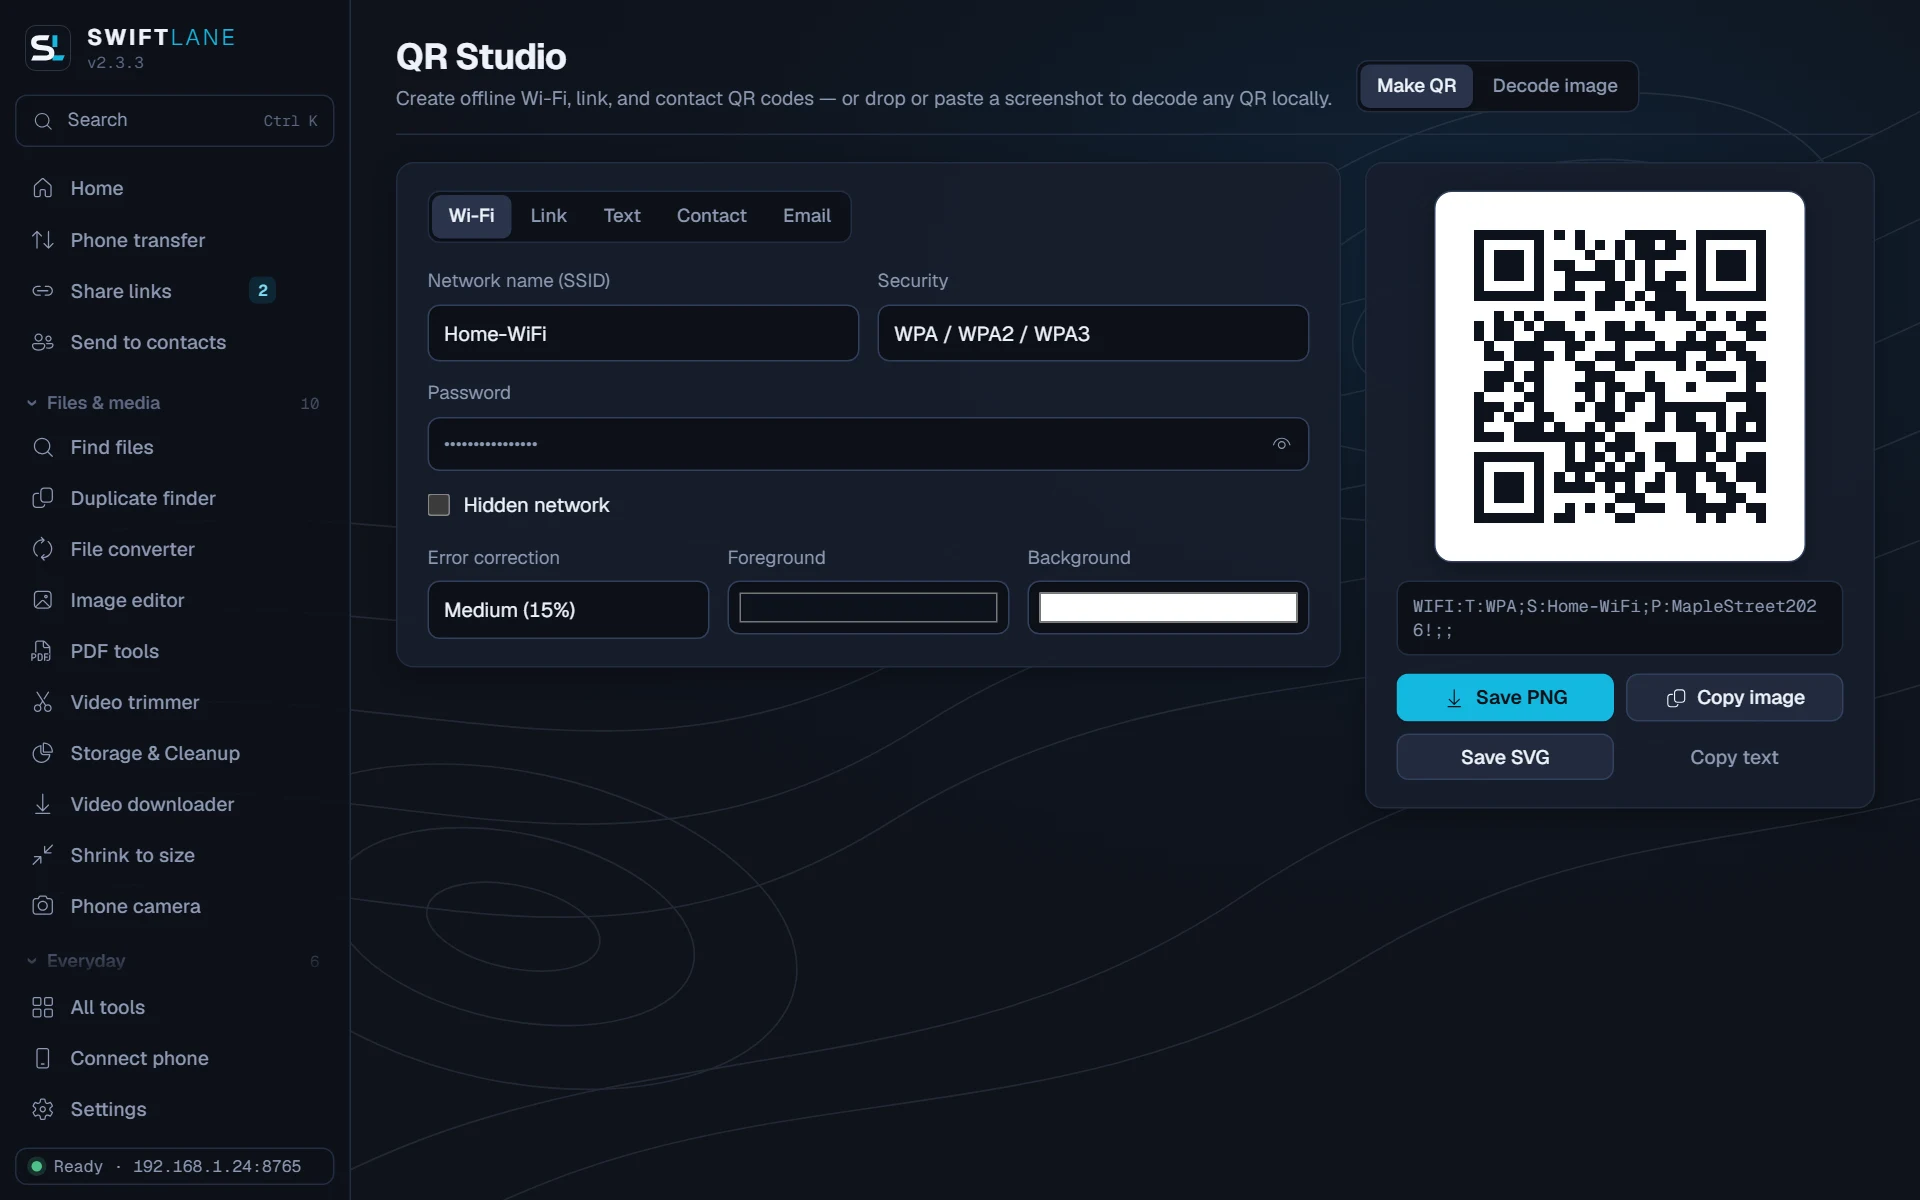 SWIFTLANE
v2.3.3
Search Ctrl K
Home
Phone transfer
Share links 2
Send to contacts
Files & media 10
Find files
Duplicate finder
File converter
Image editor
PDF tools
Video trimmer
Storage & Cleanup
Video downloader
Shrink to size
Phone camera
Everyday 6
All tools
Connect phone
Settings
Ready · 192.168.1.24:8765
QR Studio
Create offline Wi-Fi, link, and contact QR codes — or drop or paste a screenshot to decode any QR locally.
Make QR Decode image
Wi-Fi Link Text Contact Email
Network name (SSID) Security
Home-WiFi WPA / WPA2 / WPA3
Password
••••••••••••••••
Hidden network
Error correction Foreground Background
Medium (15%)
WIFI:T:WPA;S:Home-WiFi;P:MapleStreet202
6!;;
Save PNG Copy image
Save SVG Copy text